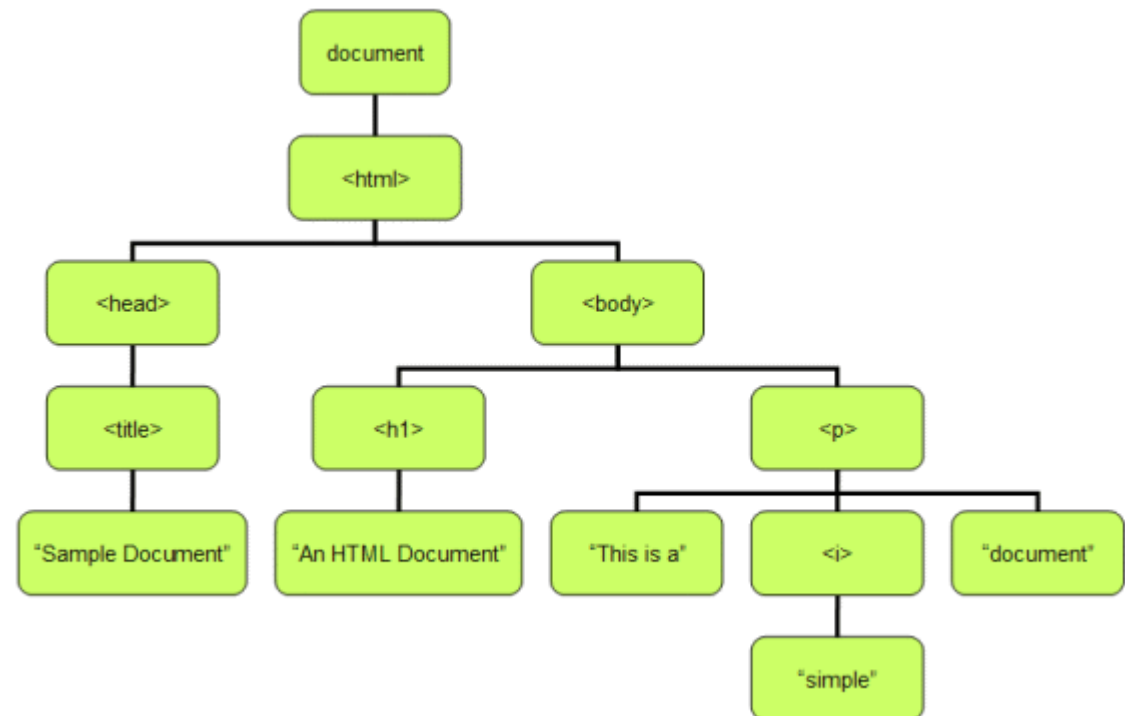 document
<html>
<head>
<body>
<title>
<h1>
<p>
“Sample Document”
“An HTML Document”
“This is a”
<i>
“document”
“simple”